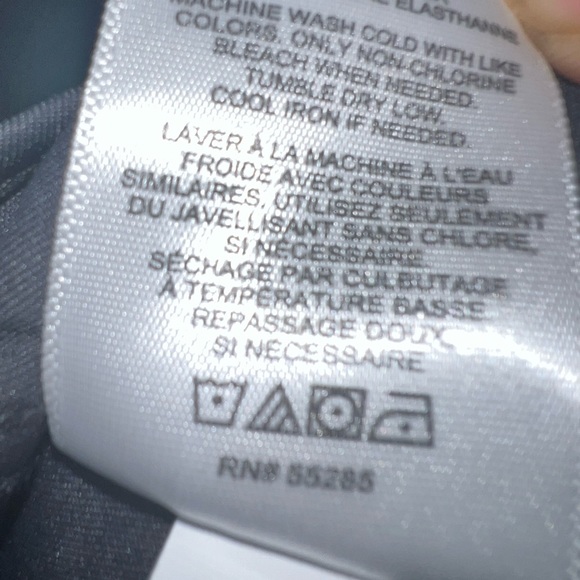 ELASTHANNE
MACHINE WASH COLD WITH LIKE
COLORS. ONLY NON-CHLORINE
BLEACH WHEN NEEDED.
TUMBLE DRY LOW.
COOL IRON IF NEEDED.
LAVER À LA MACHINE À L'EAU
FROIDE AVEC COULEURS
SIMILAIRES, UTILISEZ SEULEMENT
DU JAVELLISANT SANS CHLORE,
SI NÉCESSAIRE
SÉCHAGE PAR CULBUTAGE
À TEMPÉRATURE BASSE
REPASSAGE DOUX
SI NÉCESSAIRE
RN# 55285